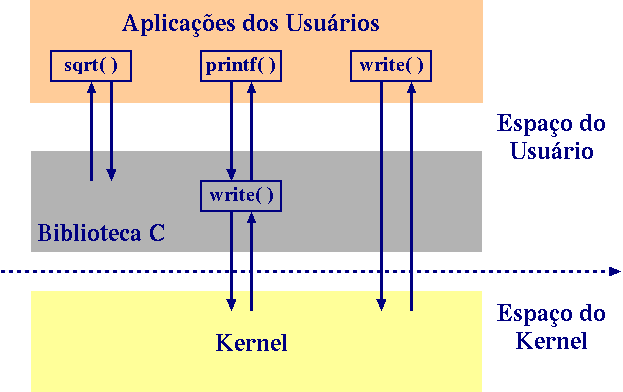 Aplicações dos Usuários
sqrt( )
printf( )
write( )
Espaço do
Usuário
write( )
Biblioteca C
Espaço do
Kernel
Kernel